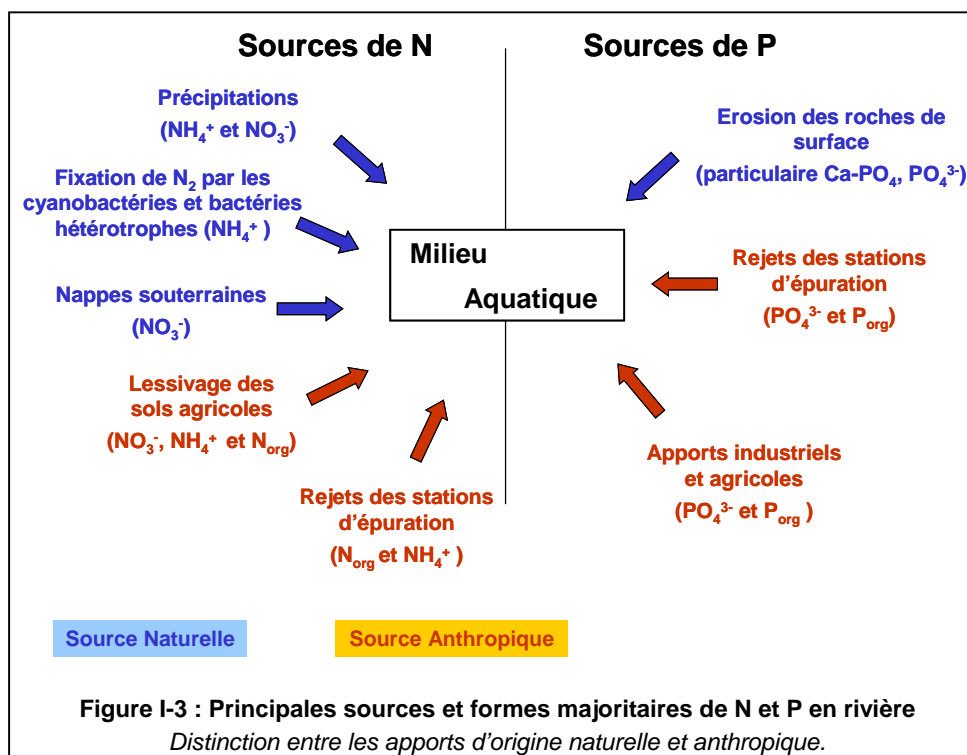 Sources de N
Sources de P
Précipitations
(NH₄⁺ et NO₃⁻)
Fixation de N₂ par les
cyanobactéries et bactéries
hétérotrophes (NH₄⁺ )
Nappes souterraines
(NO₃⁻)
Lessivage des
sols agricoles
(NO₃⁻, NH₄⁺ et Nₒᵣg)
Rejets des stations
d’épuration
(Nₒᵣg et NH₄⁺ )
Milieu
Aquatique
Erosion des roches de
surface
(particulaire Ca-PO₄, PO₄³⁻)
Rejets des stations
d’épuration
(PO₄³⁻ et Pₒᵣg)
Apports industriels
et agricoles
(PO₄³⁻ et Pₒᵣg )
Source Naturelle
Source Anthropique
Figure I-3 : Principales sources et formes majoritaires de N et P en rivière
Distinction entre les apports d’origine naturelle et anthropique.